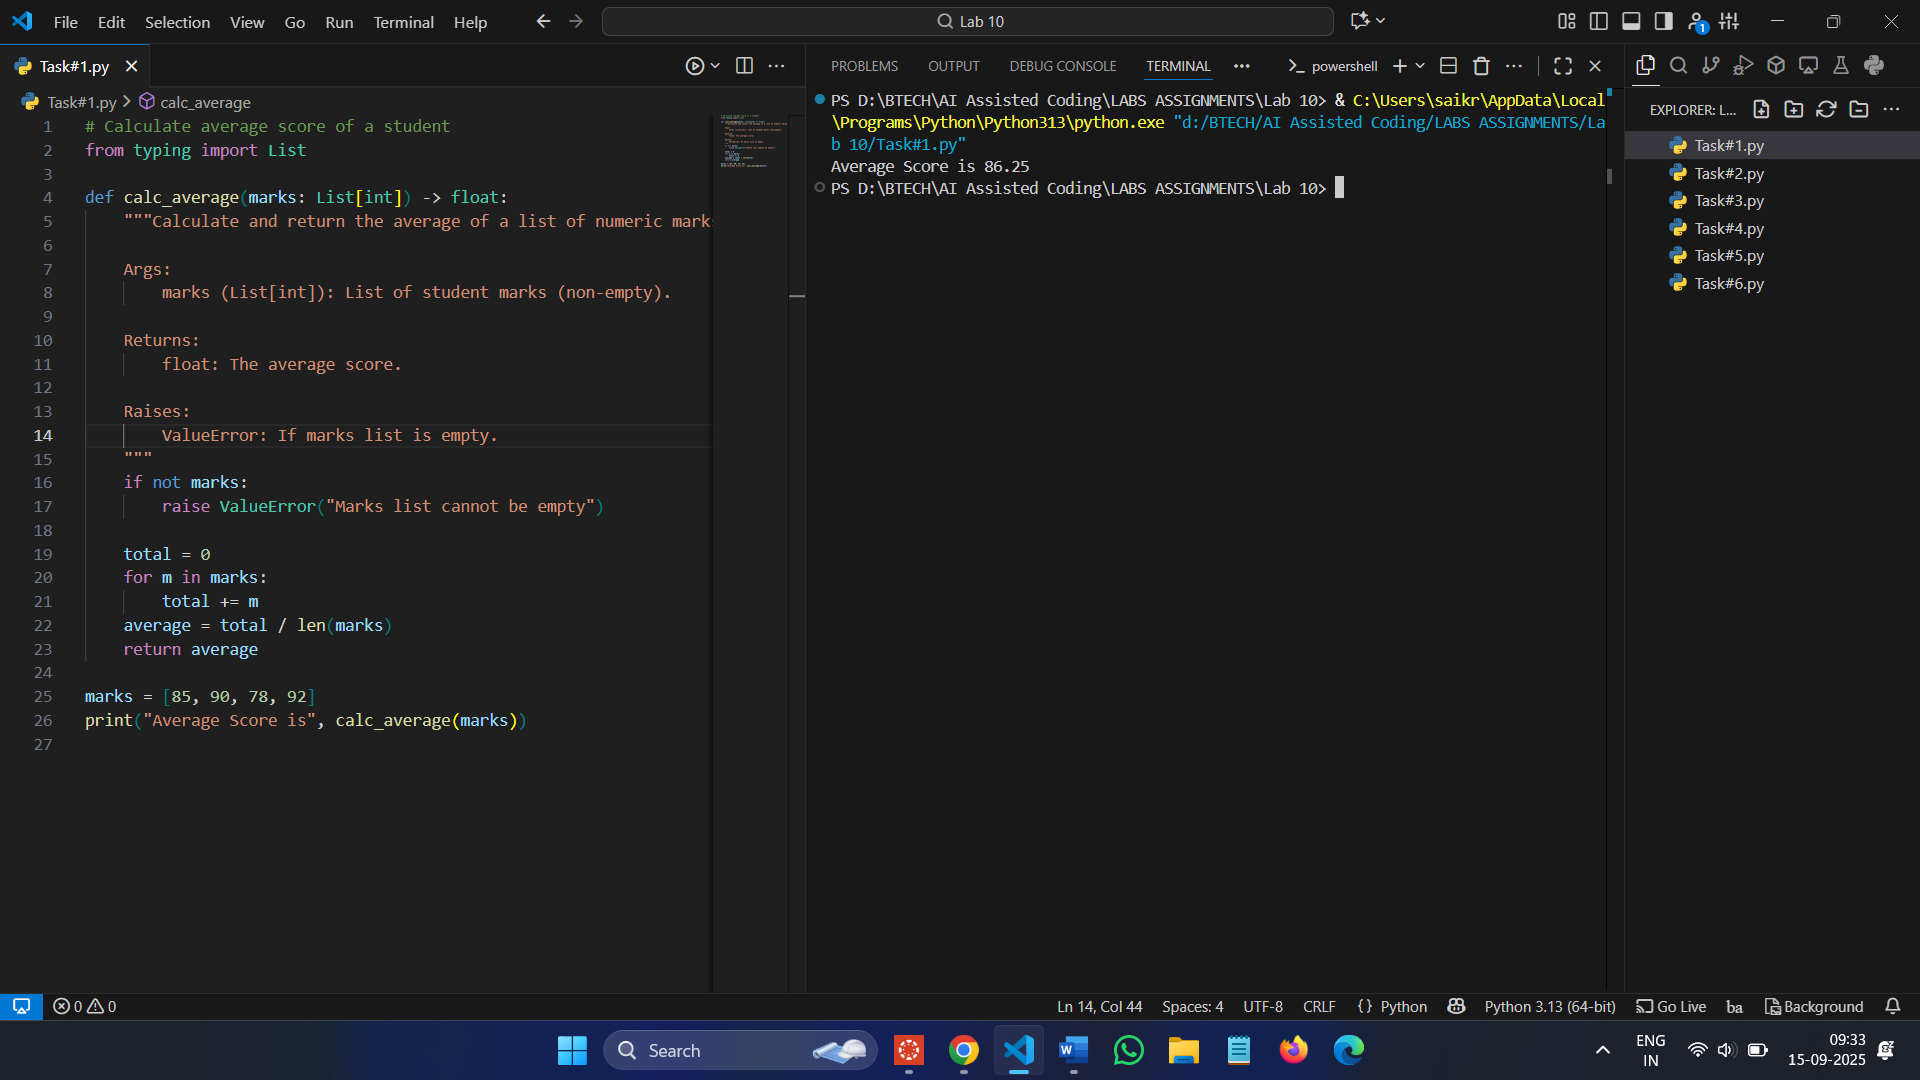 File Edit Selection View Go Run Terminal Help
Lab 10
1
Task#1.py
Task#1.py > calc_average
1 # Calculate average score of a student
2 from typing import List
3
4 def calc_average(marks: List[int]) -> float:
5 """Calculate and return the average of a list of numeric mark
6
7 Args:
8 marks (List[int]): List of student marks (non-empty).
9
10 Returns:
11 float: The average score.
12
13 Raises:
14 ValueError: If marks list is empty.
15 """
16 if not marks:
17 raise ValueError("Marks list cannot be empty")
18
19 total = 0
20 for m in marks:
21 total += m
22 average = total / len(marks)
23 return average
24
25 marks = [85, 90, 78, 92]
26 print("Average Score is", calc_average(marks))
27
PROBLEMS OUTPUT DEBUG CONSOLE TERMINAL
powershell
PS D:\BTECH\AI Assisted Coding\LABS ASSIGNMENTS\Lab 10> & C:\Users\saikr\AppData\Local
\Programs\Python\Python313\python.exe "d:/BTECH/AI Assisted Coding/LABS ASSIGNMENTS/La
b 10/Task#1.py"
Average Score is 86.25
PS D:\BTECH\AI Assisted Coding\LABS ASSIGNMENTS\Lab 10>
EXPLORER: L...
Task#1.py
Task#2.py
Task#3.py
Task#4.py
Task#5.py
Task#6.py
0 0
Ln 14, Col 44 Spaces: 4 UTF-8 CRLF {} Python Python 3.13 (64-bit) Go Live ba Background
Search
ENG
IN
09:33
15-09-2025